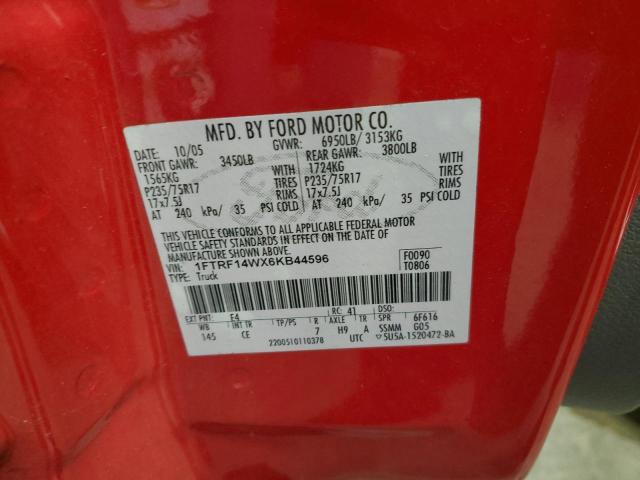 MFD. BY FORD MOTOR CO.
DATE: 10/05 GVWR: 6950LB/ 3153KG
FRONT GAWR: 3450LB REAR GAWR: 3800LB
1565KG WITH 1724KG WITH
P235/75R17 TIRES P235/75R17 TIRES
17x7.5J RIMS 17x7.5J RIMS
AT 240 kPa/ 35 PSI COLD AT 240 kPa/ 35 PSI COLD
THIS VEHICLE CONFORMS TO ALL APPLICABLE FEDERAL MOTOR
VEHICLE SAFETY STANDARDS IN EFFECT ON THE DATE OF
MANUFACTURE SHOWN ABOVE.
VIN: 1FTRF14WX6KB44596 F0090
TYPE: Truck T0806
EXT PNT: F4 RC: 41 DSO:
WB INT TR TP/PS R AXLE TR SPR 6F616
145 CE 7 H9 A SSMM G05
2200510110378 UTC 5U5A-1520472-BA
Ford